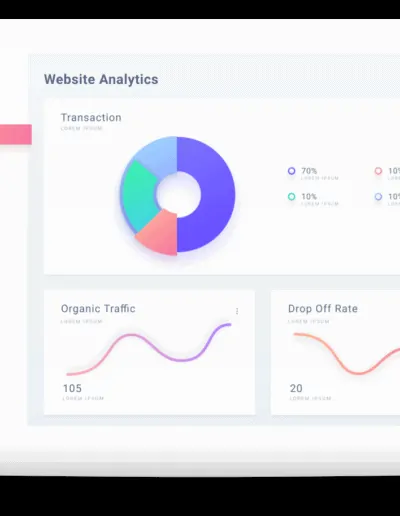 Website Analytics
Transaction
LOREM IPSUM
70%
LOREM IPSUM
10%
LOREM IPSUM
10%
LOREM IPSUM
10%
LOREM IPSUM
Organic Traffic
LOREM IPSUM
105
LOREM IPSUM
Drop Off Rate
LOREM IPSUM
20
LOREM IPSUM